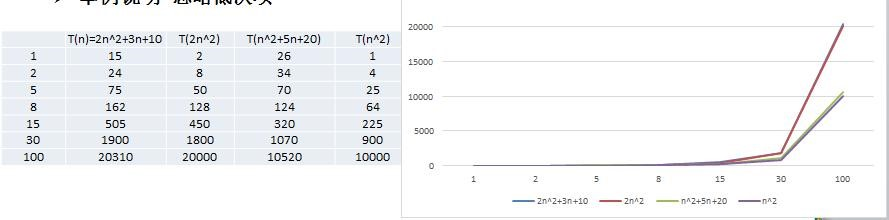 T(n)=2n^2+3n+10 T(2n^2) T(n^2+5n+20) T(n^2)
1 15 2 26 1
2 24 8 34 4
5 75 50 70 25
8 162 128 124 64
15 505 450 320 225
30 1900 1800 1070 900
100 20310 20000 10520 10000
20000
15000
10000
5000
0
1 2 5 8 15 30 100
2n^2+3n+10 2n^2 n^2+5n+20 n^2